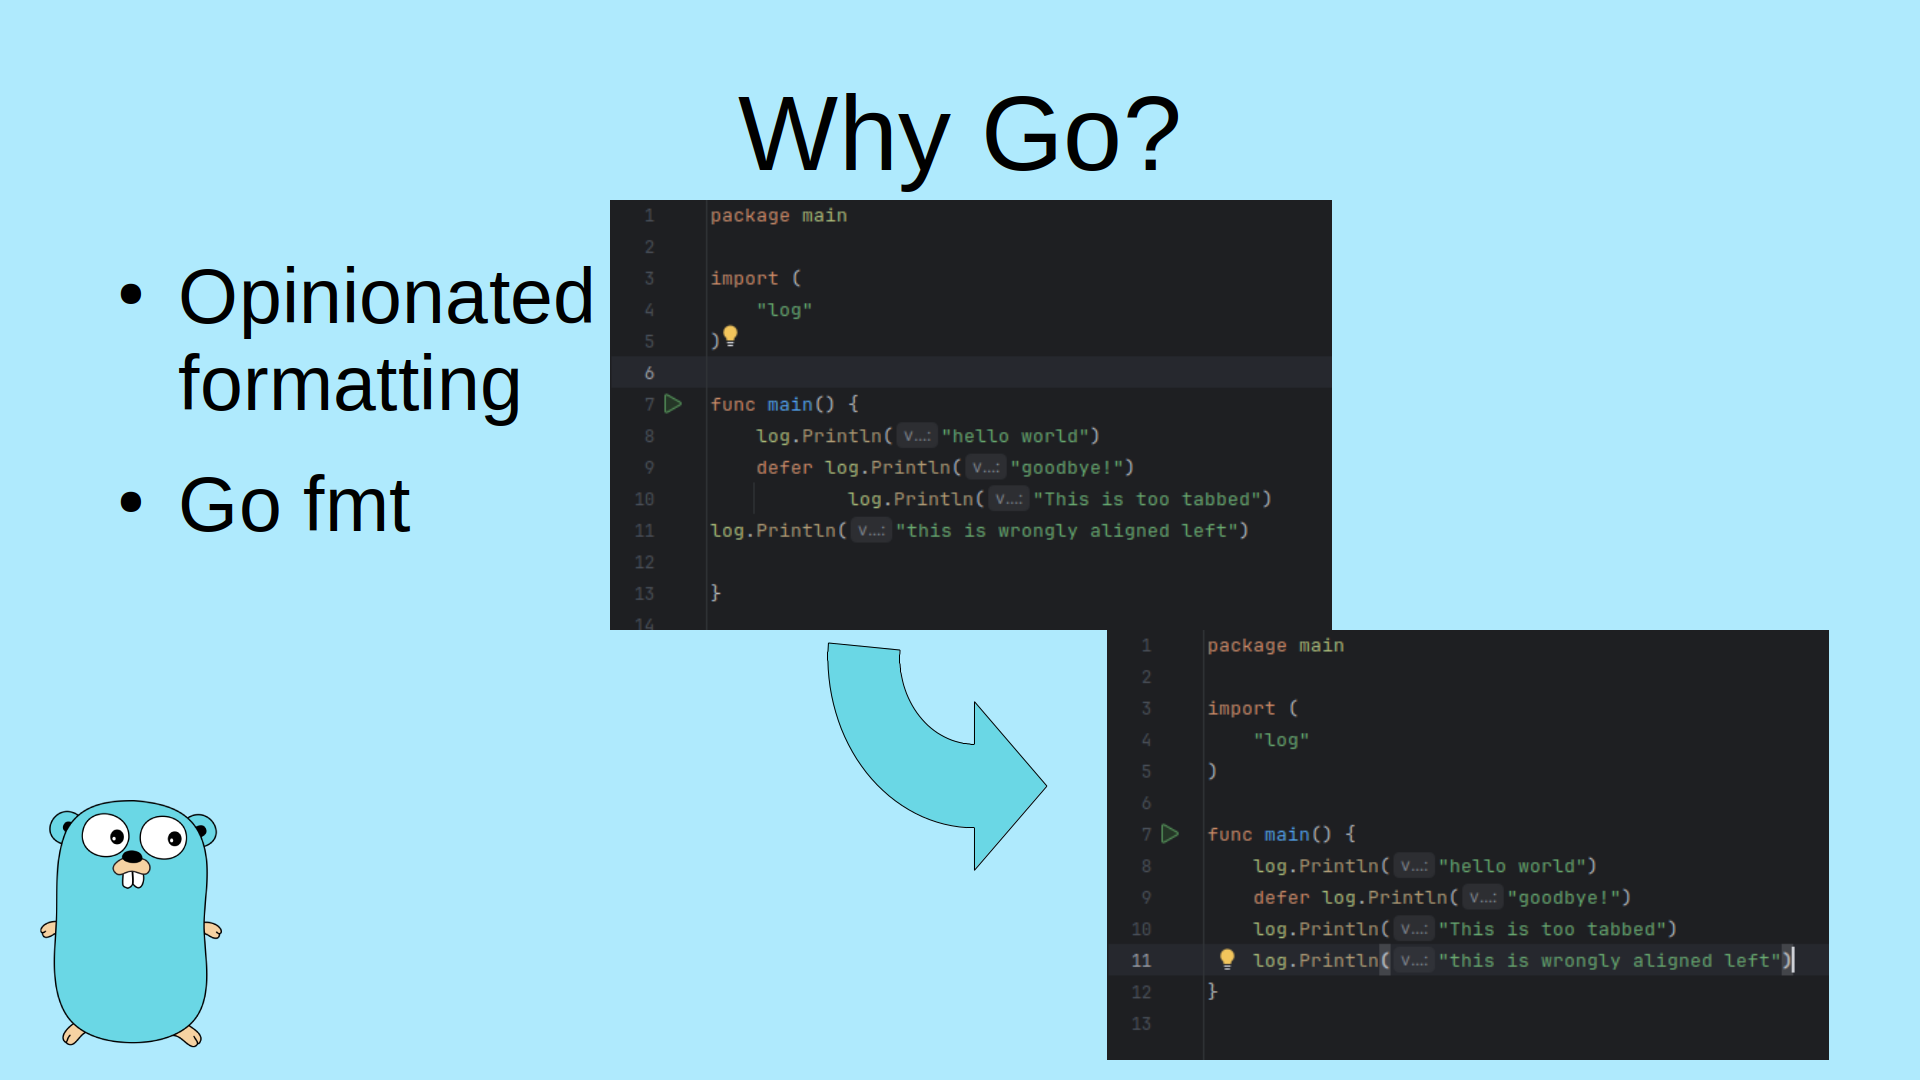 Why Go?
• Opinionated
formatting
• Go fmt
1 package main
2
3 import (
4 "log"
5 )
6
7 func main() {
8 log.Println( v...: "hello world")
9 defer log.Println( v...: "goodbye!")
10 log.Println( v...: "This is too tabbed")
11 log.Println( v...: "this is wrongly aligned left")
12
13 }
14
1 package main
2
3 import (
4 "log"
5 )
6
7 func main() {
8 log.Println( v...: "hello world")
9 defer log.Println( v...: "goodbye!")
10 log.Println( v...: "This is too tabbed")
11 log.Println( v...: "this is wrongly aligned left")
12 }
13